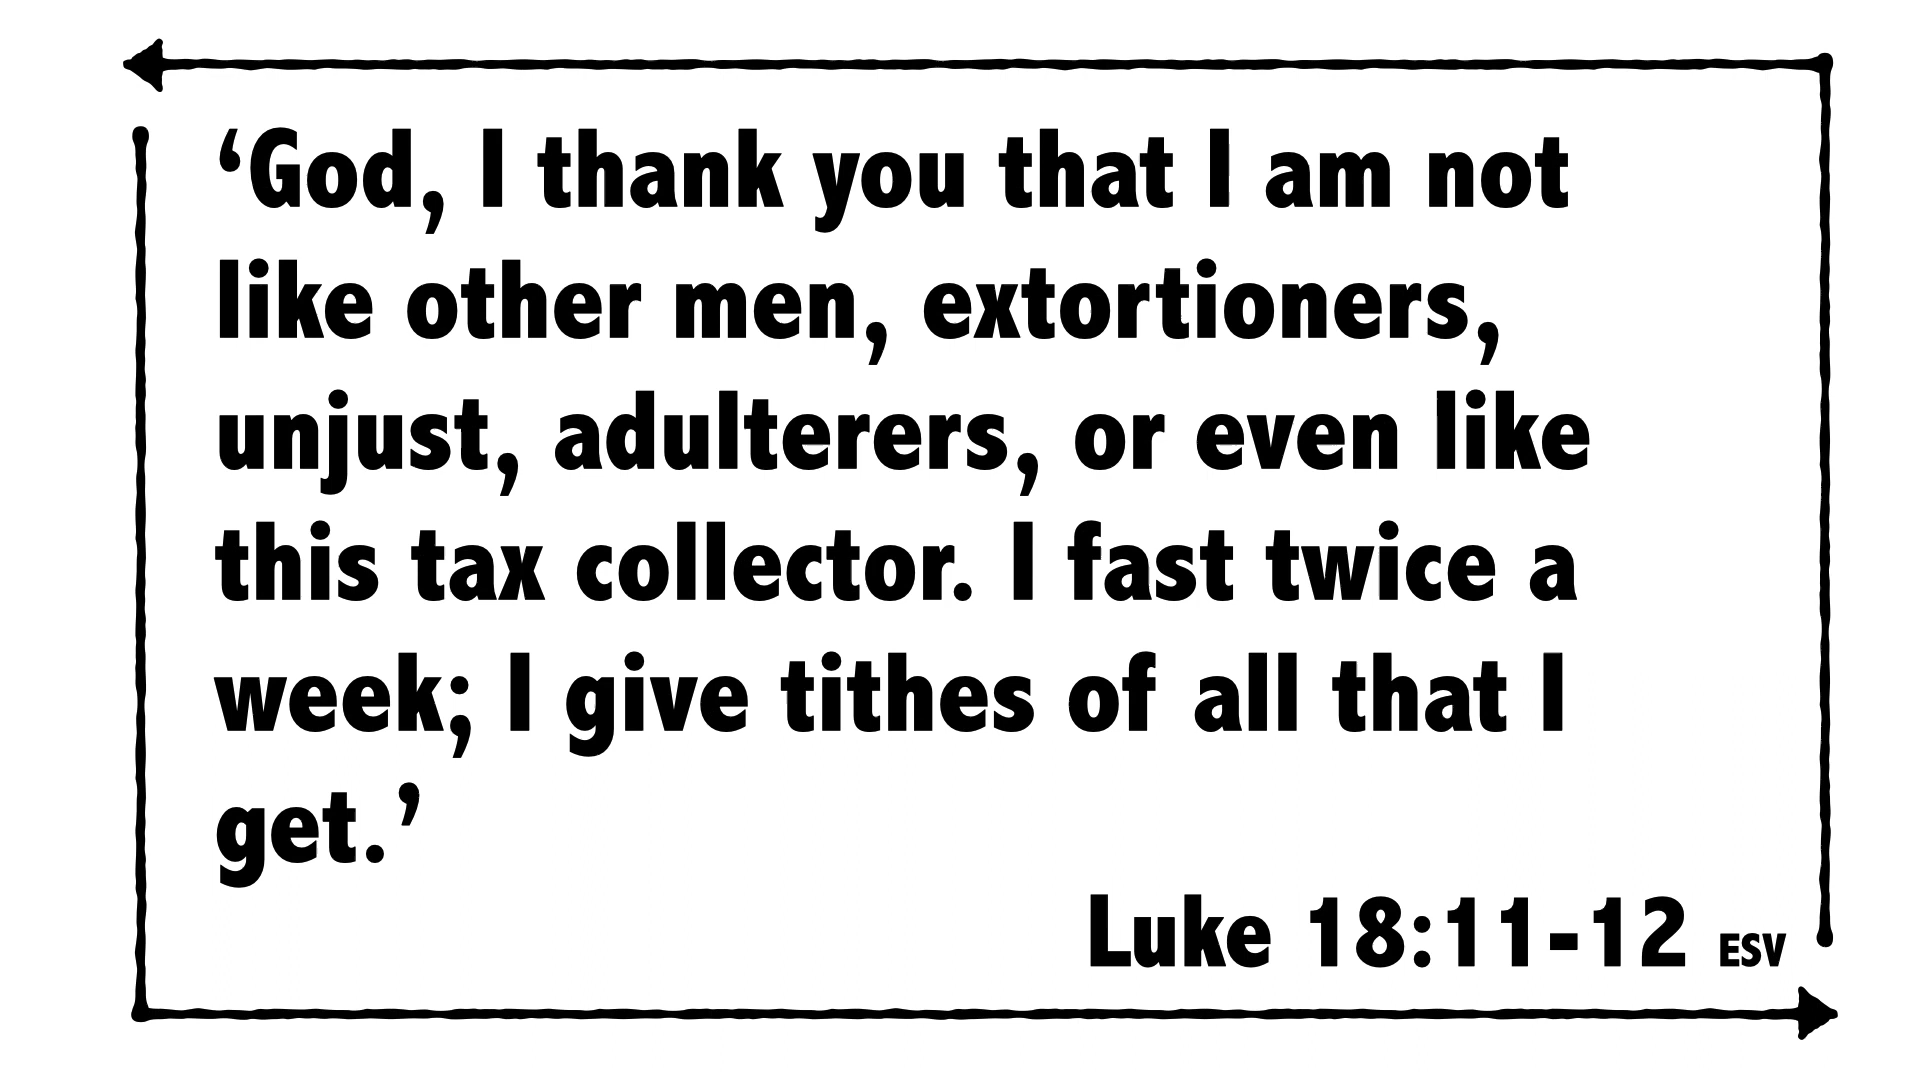 ‘God, I thank you that I am not
like other men, extortioners,
unjust, adulterers, or even like
this tax collector. I fast twice a
week; I give tithes of all that I
get.’
Luke 18:11-12 ESV